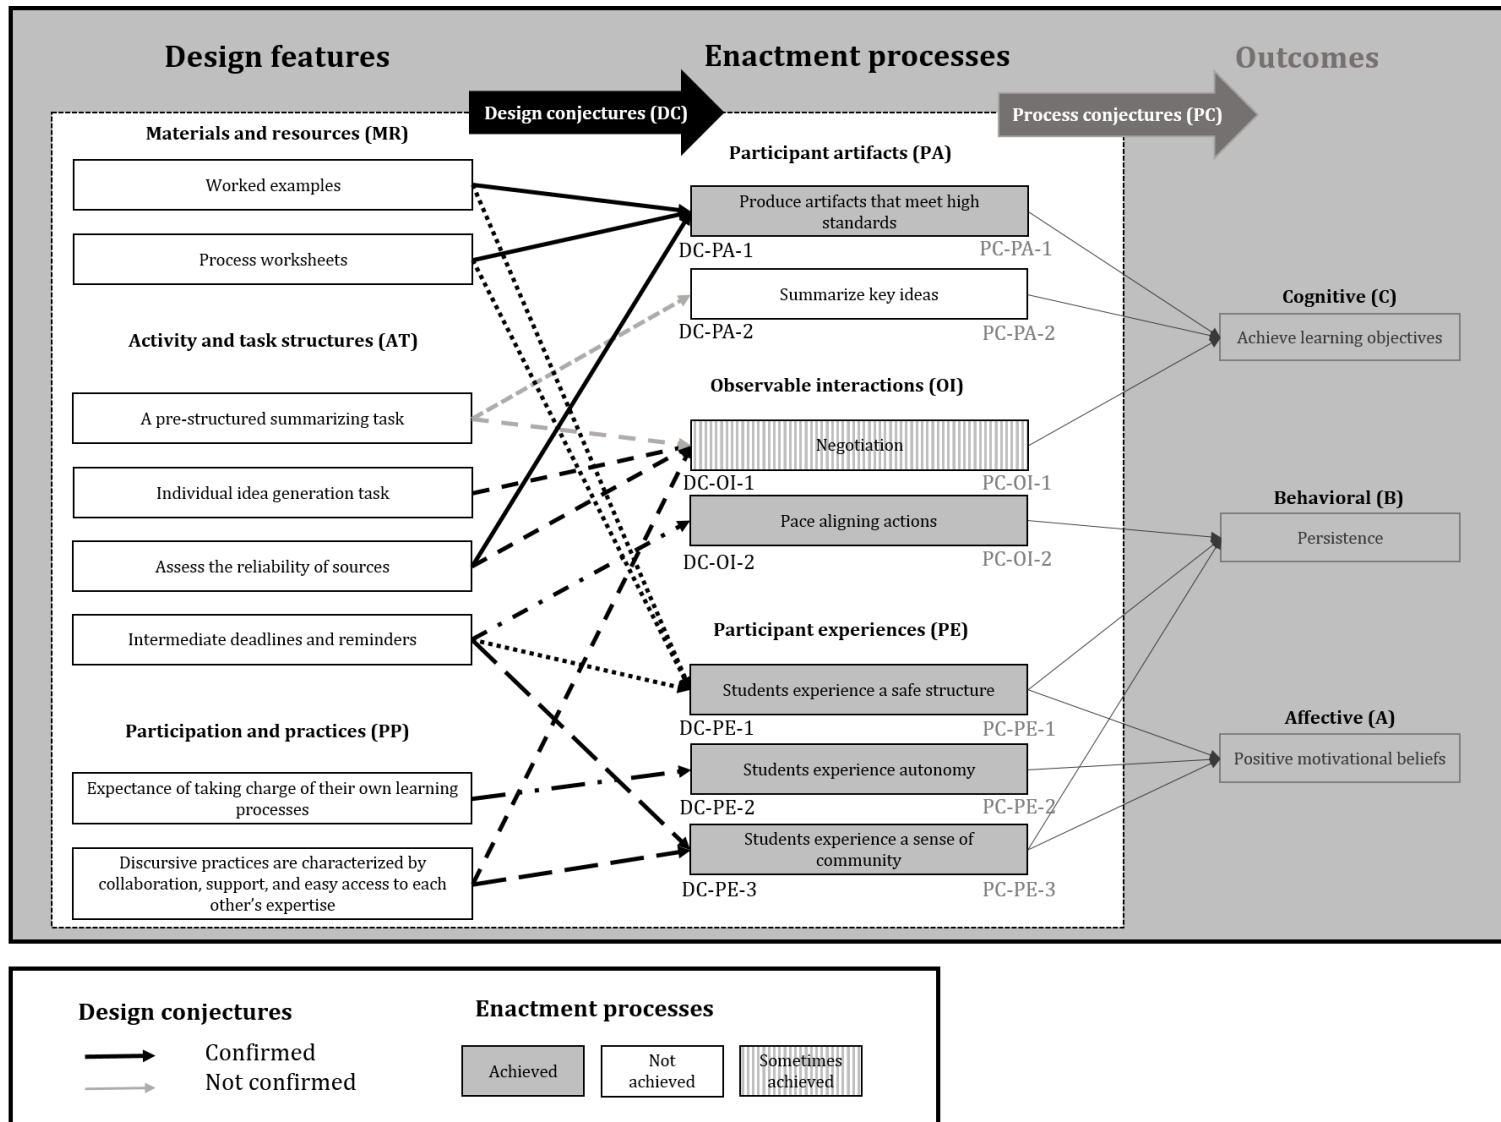 Design features
Enactment processes
Outcomes
Design conjectures (DC)
Process conjectures (PC)
Materials and resources (MR)
Worked examples
Process worksheets
Activity and task structures (AT)
A pre-structured summarizing task
Individual idea generation task
Assess the reliability of sources
Intermediate deadlines and reminders
Participation and practices (PP)
Expectance of taking charge of their own learning
processes
Discursive practices are characterized by
collaboration, support, and easy access to each
other's expertise
Participant artifacts (PA)
Produce artifacts that meet high
standards
DC-PA-1
PC-PA-1
Summarize key ideas
DC-PA-2
PC-PA-2
Observable interactions (OI)
Negotiation
DC-OI-1
PC-OI-1
Pace aligning actions
DC-OI-2
PC-OI-2
Participant experiences (PE)
Students experience a safe structure
DC-PE-1
PC-PE-1
Students experience autonomy
DC-PE-2
PC-PE-2
Students experience a sense of
community
DC-PE-3
PC-PE-3
Cognitive (C)
Achieve learning objectives
Behavioral (B)
Persistence
Affective (A)
Positive motivational beliefs
Design conjectures
Confirmed
Not confirmed
Enactment processes
Achieved
Not
achieved
Sometimes
achieved